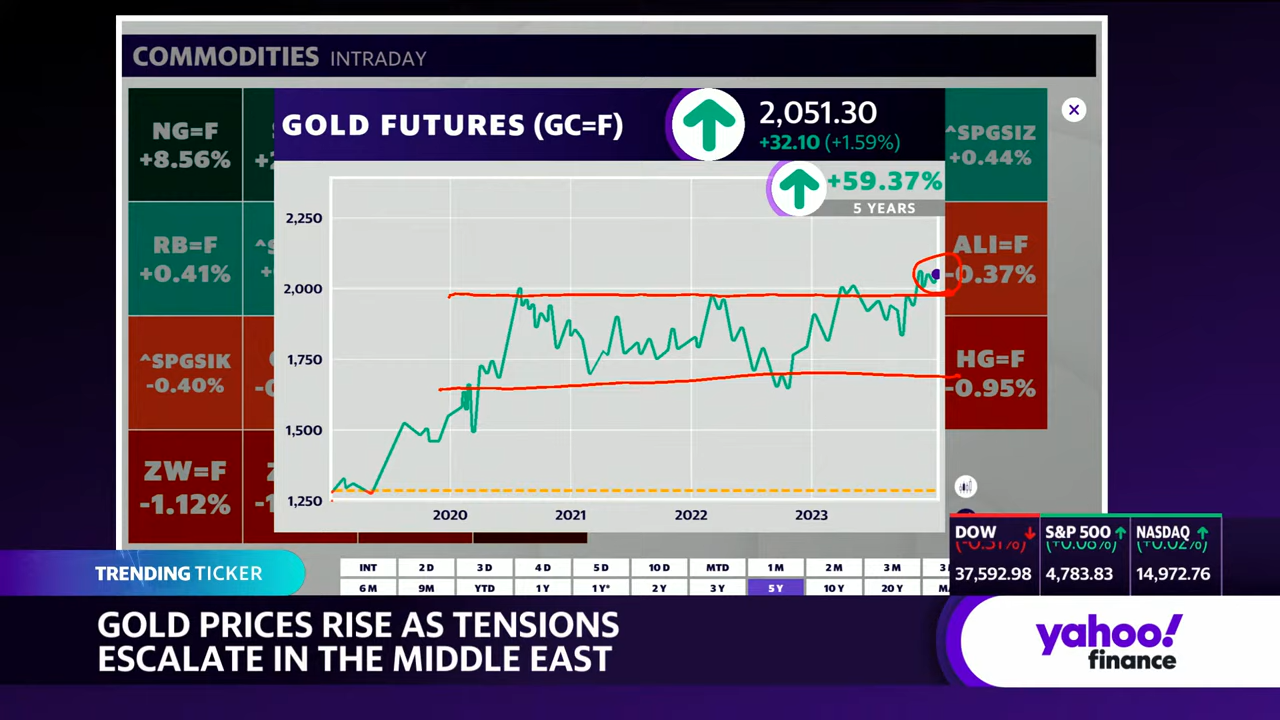 COMMODITIES INTRADAY
NG=F
+8.56%
RB=F
+0.41%
^SPGSIK
-0.40%
ZW=F
-1.12%
GOLD FUTURES (GC=F)
2,051.30
+32.10 (+1.59%)
+59.37%
5 YEARS
2,250
2,000
1,750
1,500
1,250
2020
2021
2022
2023
^SPGSIZ
+0.44%
ALI=F
-0.37%
HG=F
-0.95%
INT 2 D 3 D 4 D 5 D 10 D MTD 1 M 2 M 3 M
6 M 9M YTD 1 Y 1 Y* 2 Y 3 Y 5 Y 10 Y 20 Y
DOW
37,592.98
S&P 500
(+0.08%)
4,783.83
NASDAQ
(+0.02%)
14,972.76
TRENDING TICKER
GOLD PRICES RISE AS TENSIONS
ESCALATE IN THE MIDDLE EAST
yahoo!
finance